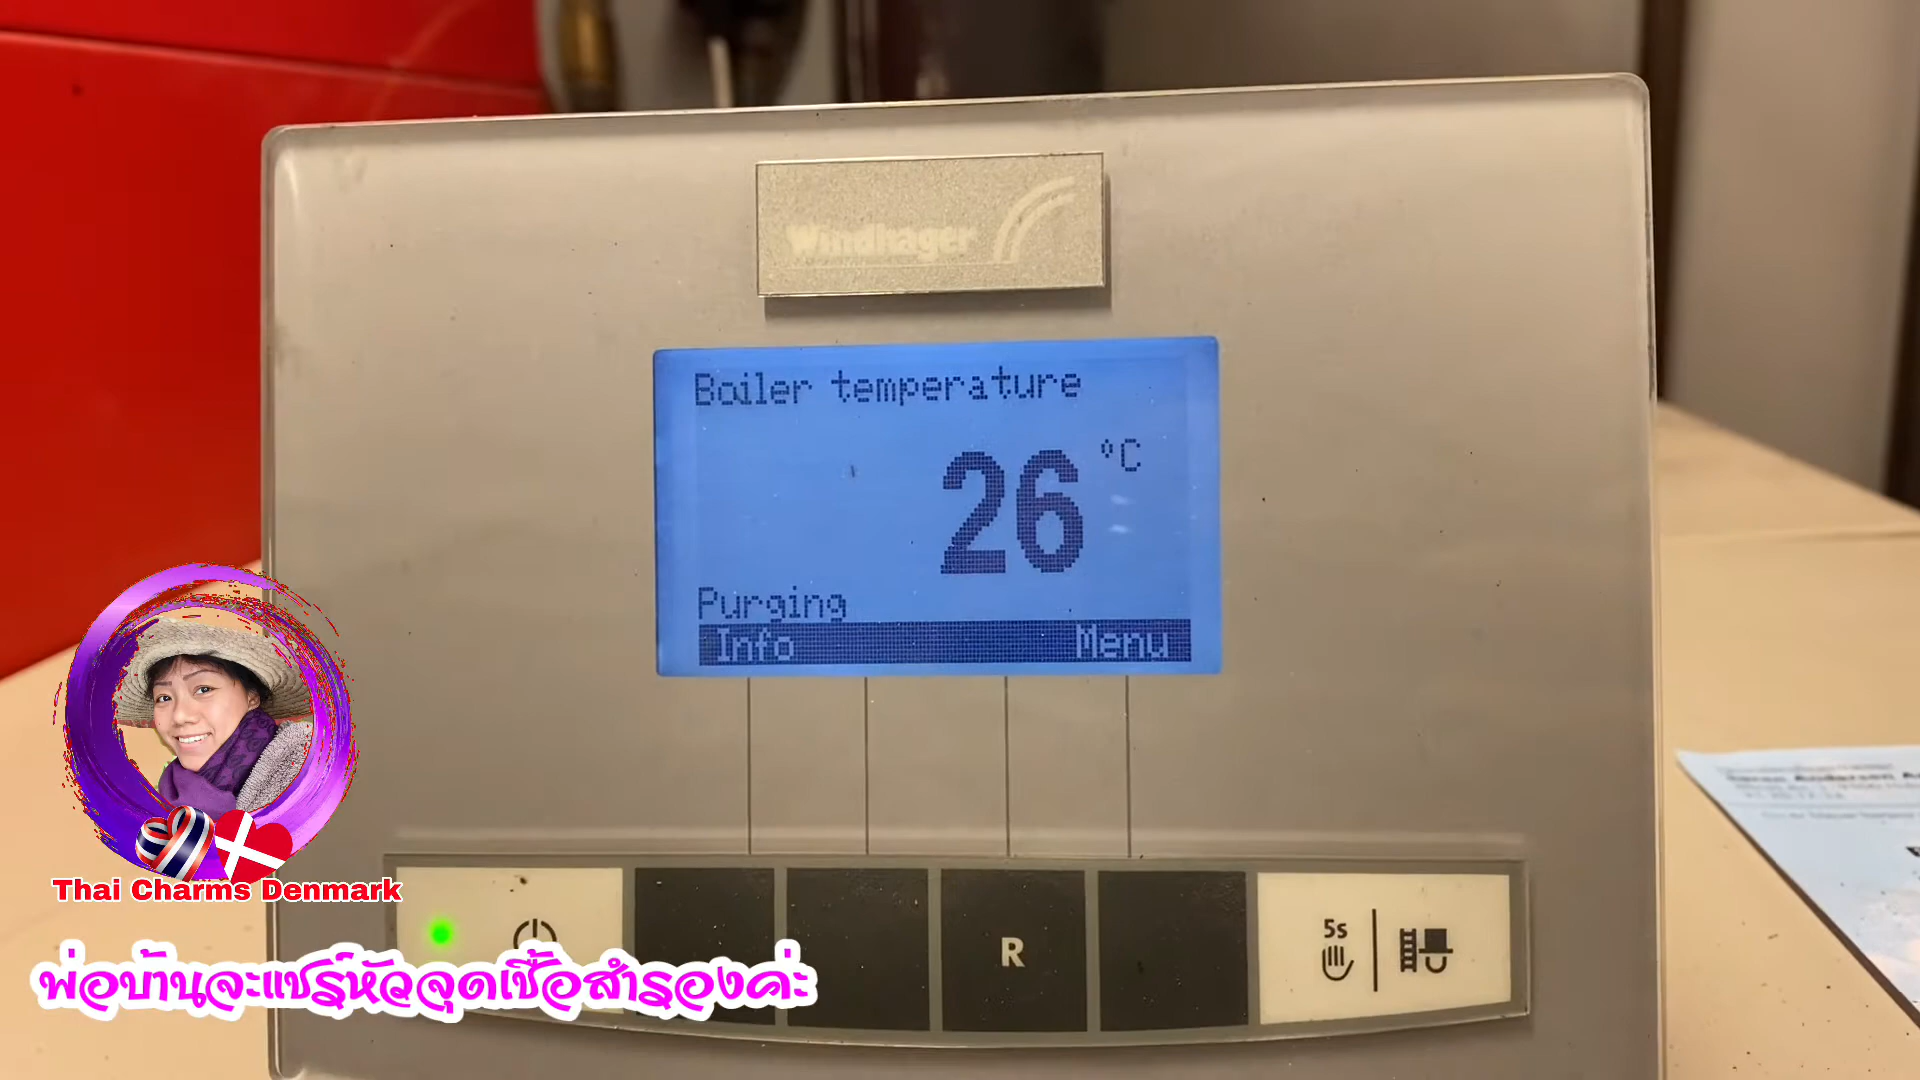 Windhager
Boiler temperature
26 °C
Purging
Info Menu
Thai Charms Denmark
R
5s
พ่อบ้านจะแชร์หัวจุดเชื้อสำรองค่ะ